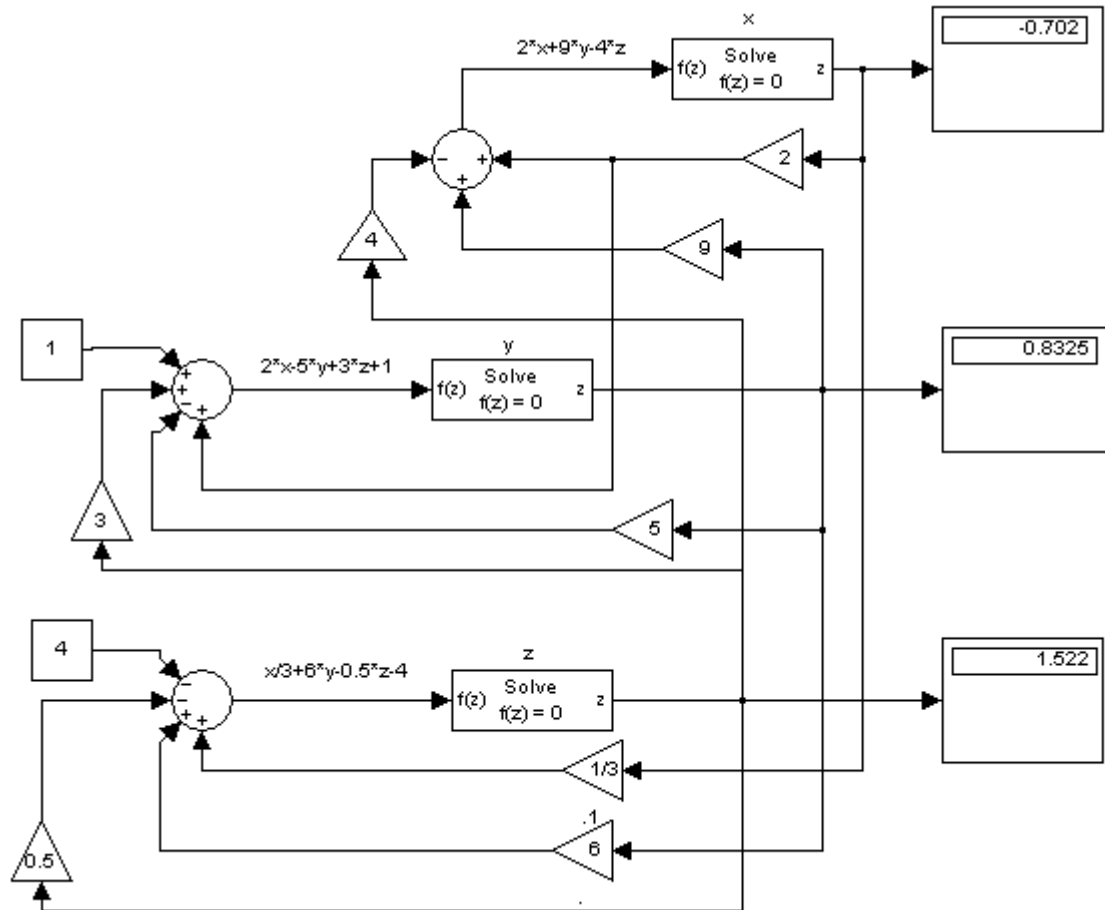 x
2*x+9*y-4*z
f(z) Solve f(z) = 0 z
-0.702
- + +
2
4
9
1
y
2*x-5*y+3*z+1
f(z) Solve f(z) = 0 z
0.8325
+ + - +
3
5
4
z
x/3+6*y-0.5*z-4
f(z) Solve f(z) = 0 z
1.522
- - + +
1/3
.1
6
0.5
.